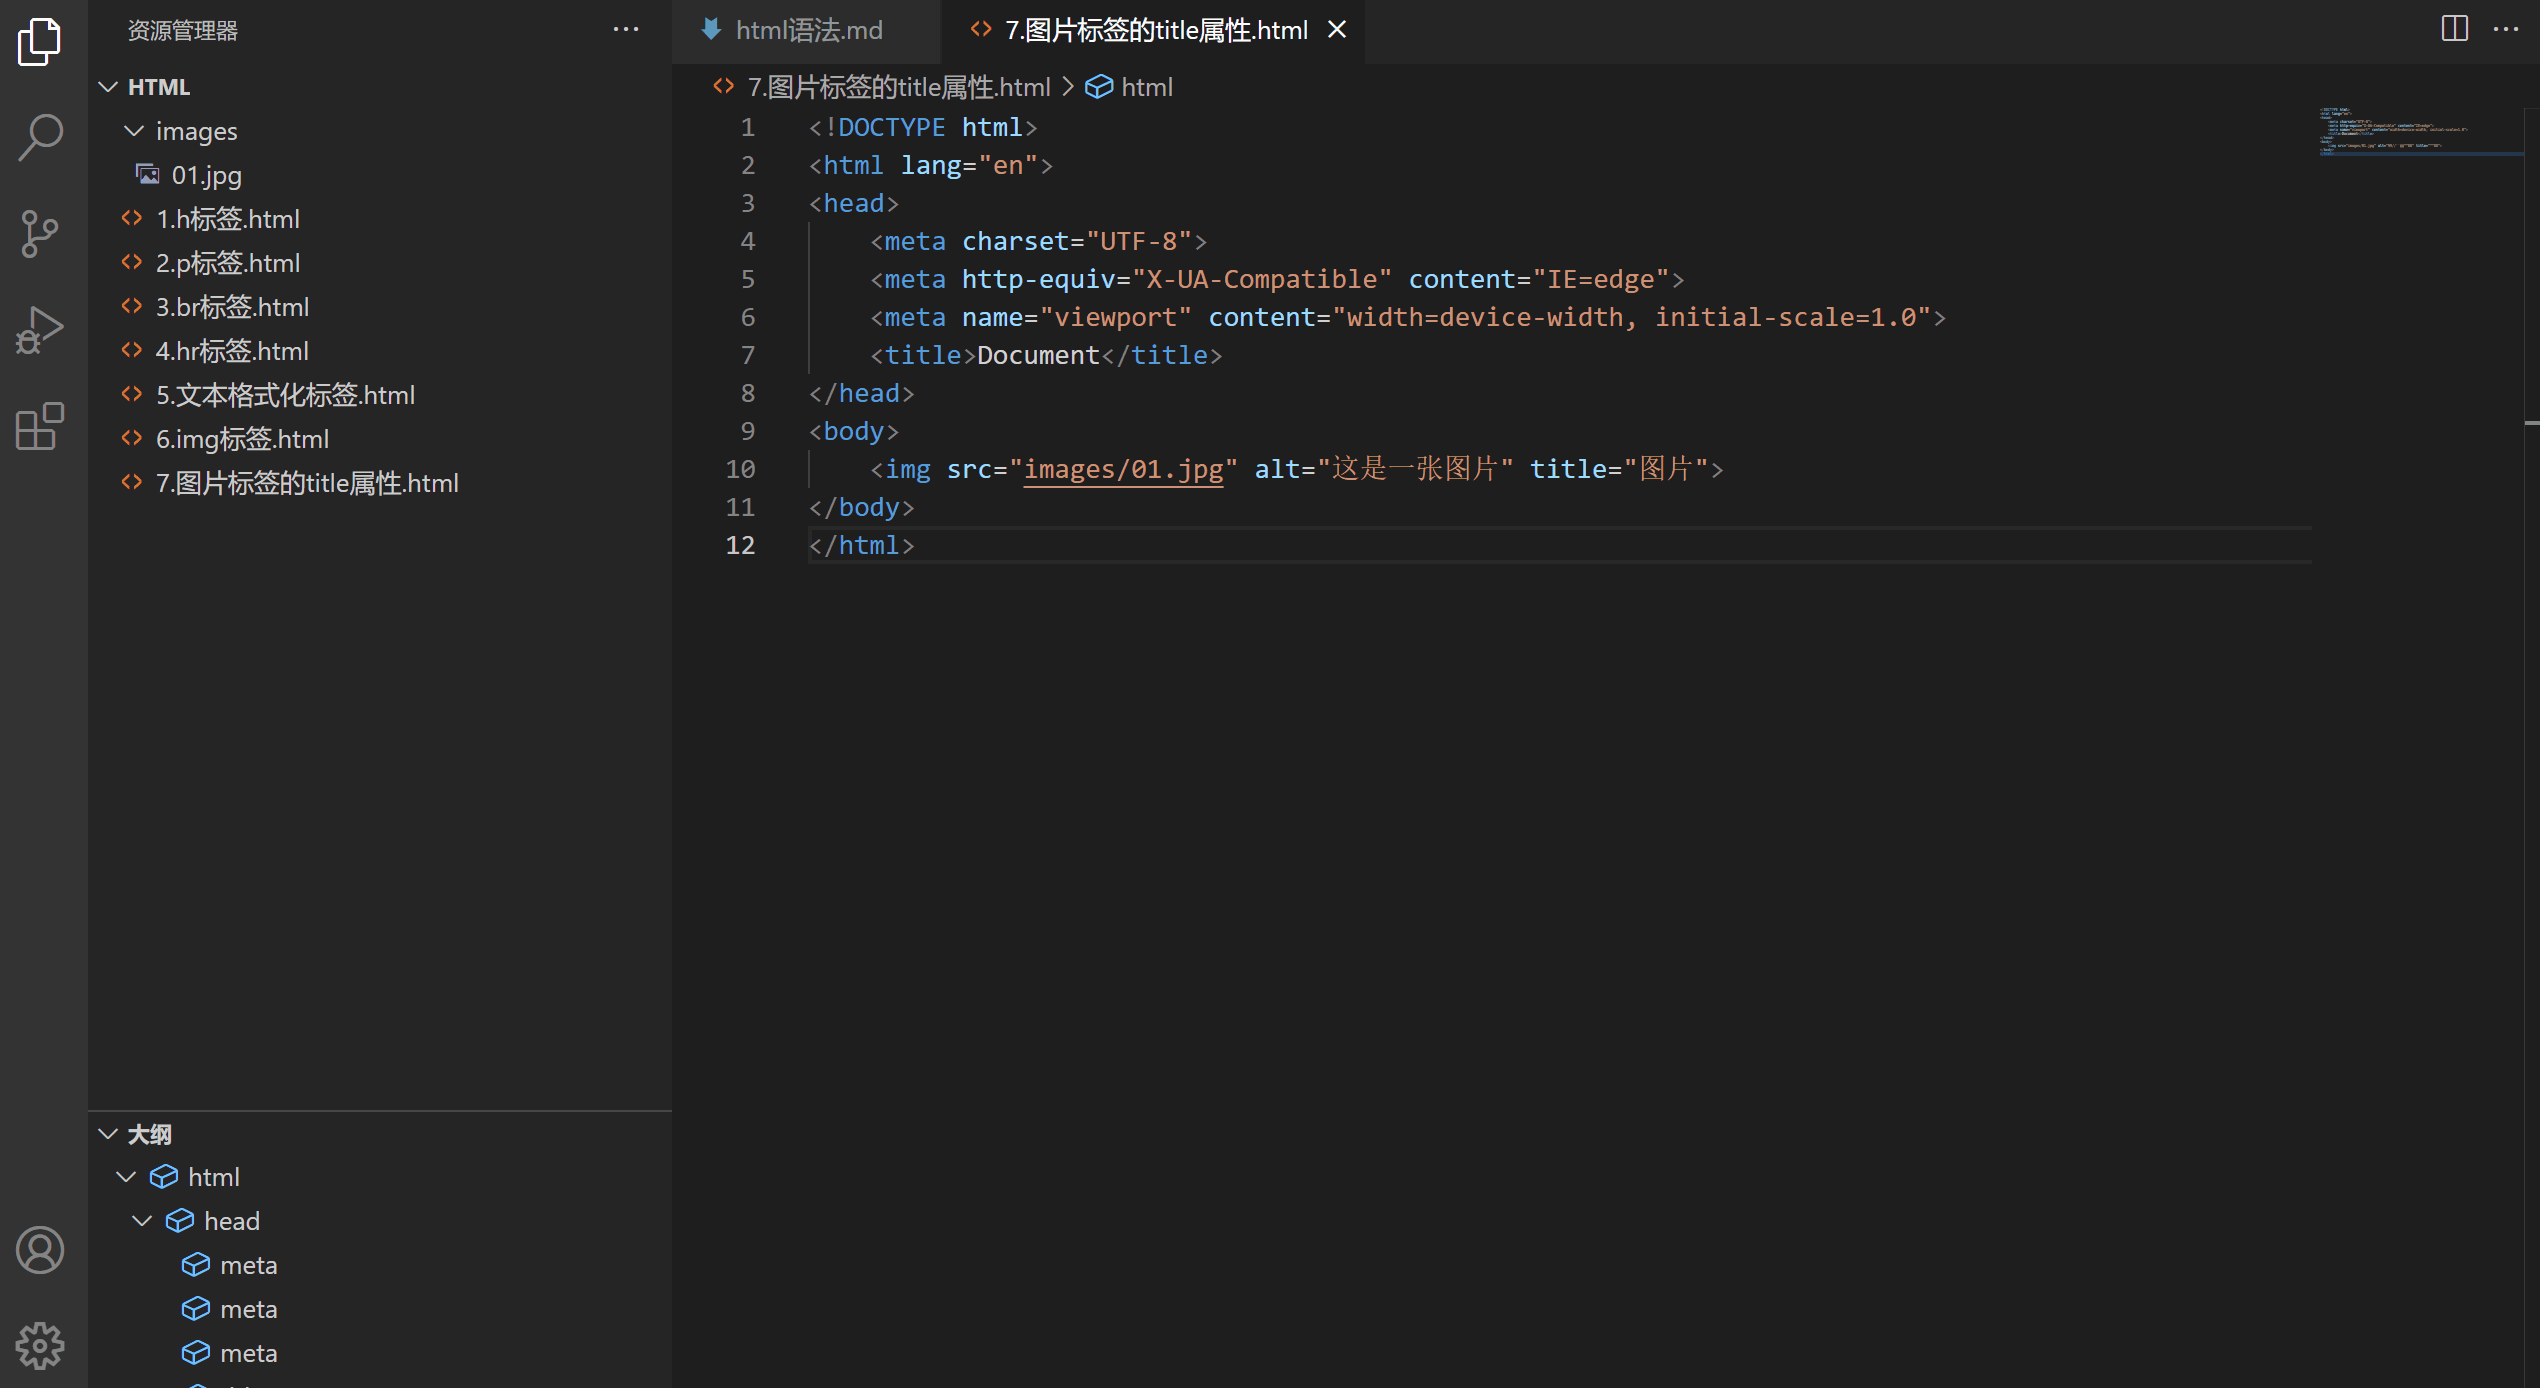 资源管理器
HTML
images
01.jpg
1.h标签.html
2.p标签.html
3.br标签.html
4.hr标签.html
5.文本格式化标签.html
6.img标签.html
7.图片标签的title属性.html
大纲
html
head
meta
meta
meta
html语法.md
7.图片标签的title属性.html
7.图片标签的title属性.html > html
1 <!DOCTYPE html>
2 <html lang="en">
3 <head>
4     <meta charset="UTF-8">
5     <meta http-equiv="X-UA-Compatible" content="IE=edge">
6     <meta name="viewport" content="width=device-width, initial-scale=1.0">
7     <title>Document</title>
8 </head>
9 <body>
10     <img src="images/01.jpg" alt="这是一张图片" title="图片">
11 </body>
12 </html>